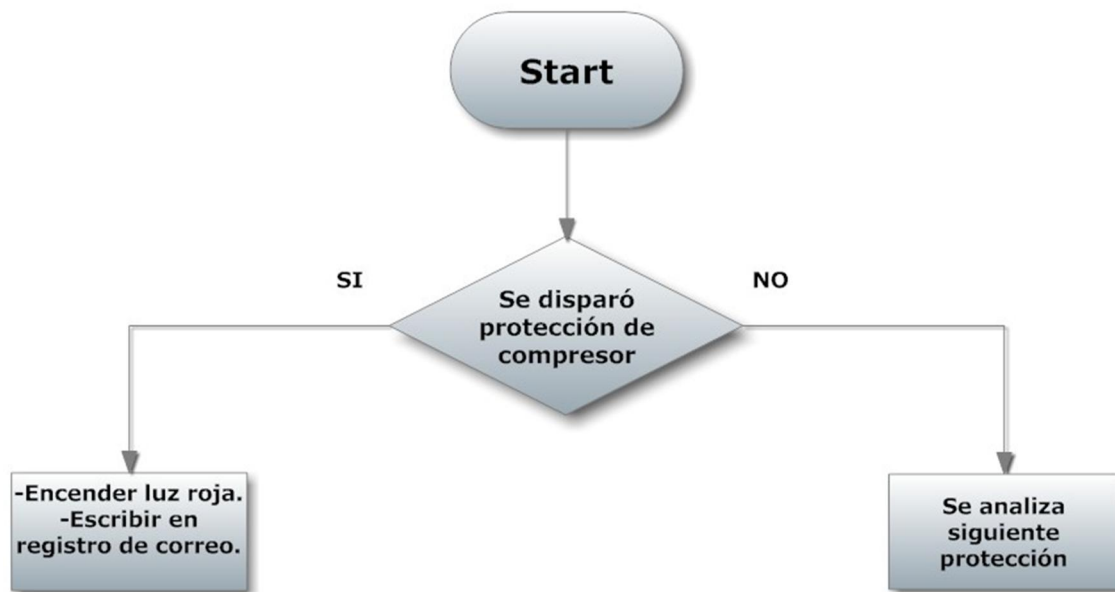 Start
SI
NO
Se disparó
protección de
compresor
-Encender luz roja.
-Escribir en
registro de correo.
Se analiza
siguiente
protección